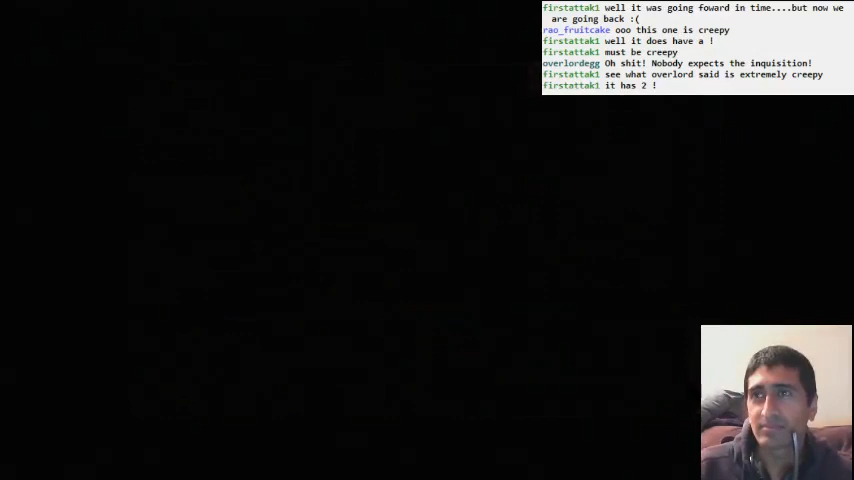 firstattak1 well it was going foward in time....but now we
are going back :(
rao_fruitcake ooo this one is creepy
firstattak1 well it does have a !
firstattak1 must be creepy
overlordegg Oh shit! Nobody expects the inquisition!
firstattak1 see what overlord said is extremely creepy
firstattak1 it has 2 !